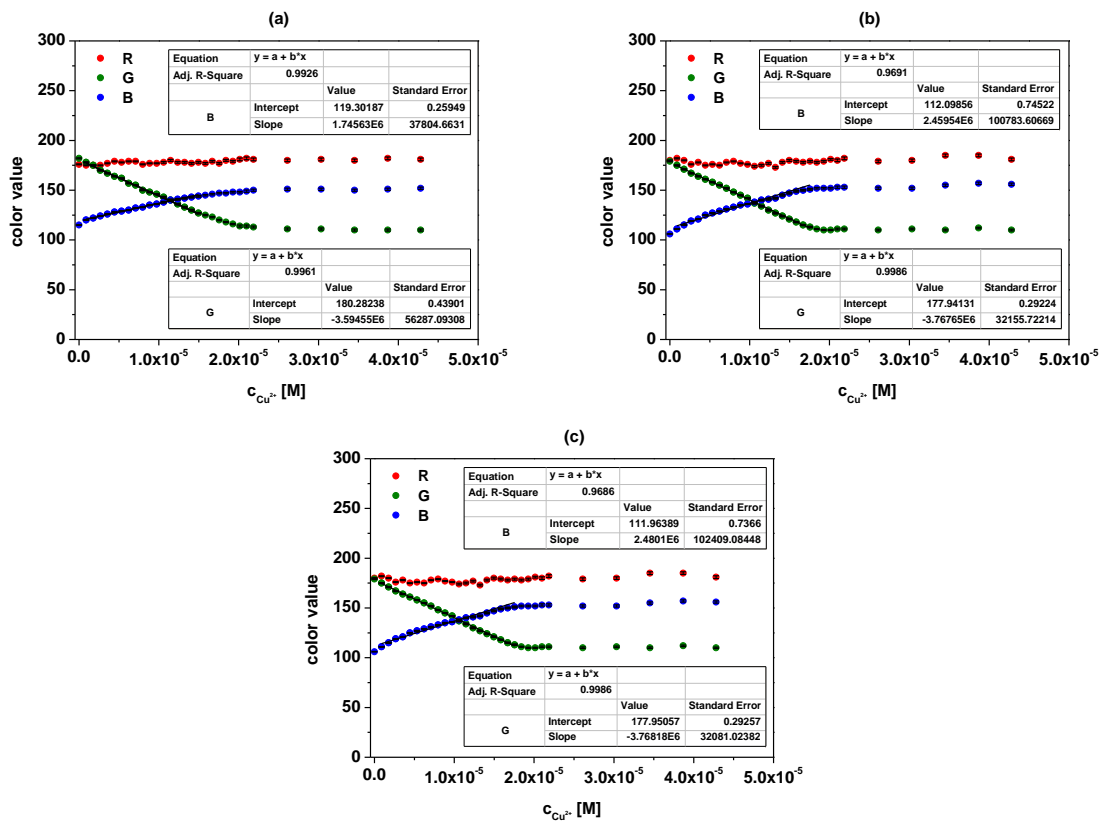 (a)
300
250
200
150
100
50
0
color value
R
G
B
Equation y = a + b*x
Adj. R-Square 0.9926
Value Standard Error
B Intercept 119.30187 0.25949
Slope 1.74563E6 37804.6631
Equation y = a + b*x
Adj. R-Square 0.9961
Value Standard Error
G Intercept 180.28238 0.43901
Slope -3.59455E6 56287.09308
0.0 1.0x10⁻⁵ 2.0x10⁻⁵ 3.0x10⁻⁵ 4.0x10⁻⁵ 5.0x10⁻⁵
c_Cu²⁺ [M]
(b)
300
250
200
150
100
50
0
color value
R
G
B
Equation y = a + b*x
Adj. R-Square 0.9691
Value Standard Error
B Intercept 112.09856 0.74522
Slope 2.45954E6 100783.60669
Equation y = a + b*x
Adj. R-Square 0.9986
Value Standard Error
G Intercept 177.94131 0.29224
Slope -3.76765E6 32155.72214
0.0 1.0x10⁻⁵ 2.0x10⁻⁵ 3.0x10⁻⁵ 4.0x10⁻⁵ 5.0x10⁻⁵
c_Cu²⁺ [M]
(c)
300
250
200
150
100
50
0
color value
R
G
B
Equation y = a + b*x
Adj. R-Square 0.9686
Value Standard Error
B Intercept 111.96389 0.7366
Slope 2.4801E6 102409.08448
Equation y = a + b*x
Adj. R-Square 0.9986
Value Standard Error
G Intercept 177.95057 0.29257
Slope -3.76818E6 32081.02382
0.0 1.0x10⁻⁵ 2.0x10⁻⁵ 3.0x10⁻⁵ 4.0x10⁻⁵ 5.0x10⁻⁵
c_Cu²⁺ [M]